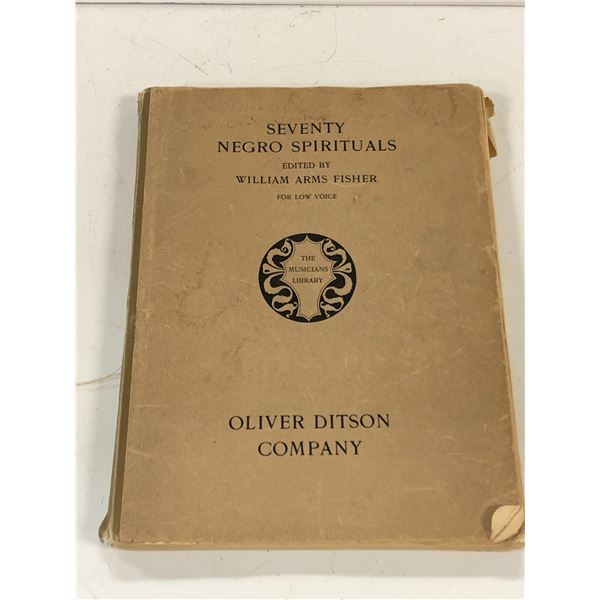 SEVENTY
NEGRO SPIRITUALS
EDITED BY
WILLIAM ARMS FISHER
FOR LOW VOICE
THE
MUSICIANS
LIBRARY
OLIVER DITSON
COMPANY